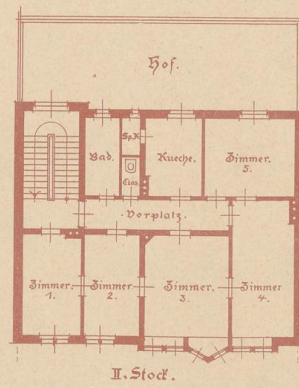 Hof.
Bad.
Sp.K.
Clos.
Kueche.
Zimmer.
5.
Vorplatz.
Zimmer.
1.
Zimmer.
2.
Zimmer.
3.
Zimmer
4.
II. Stock.